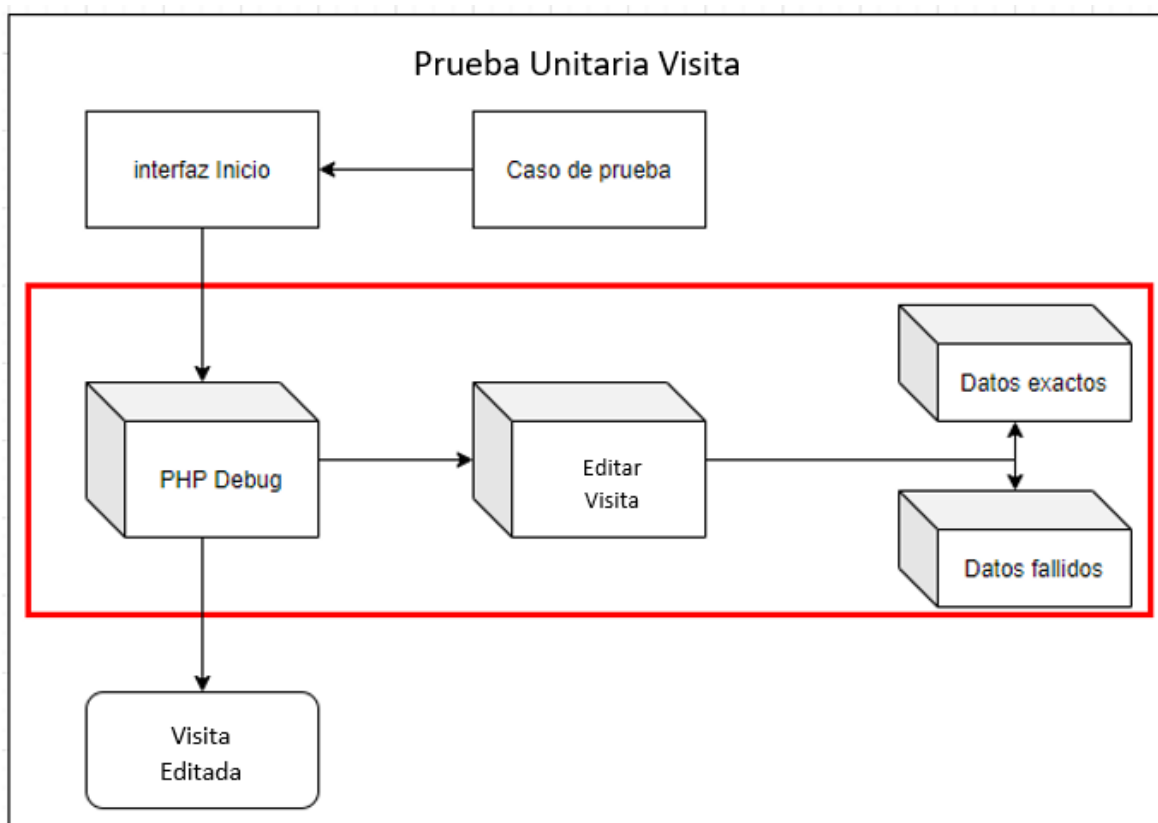 Prueba Unitaria Visita
interfaz Inicio
Caso de prueba
Datos exactos
PHP Debug
Editar
Visita
Datos fallidos
Visita
Editada